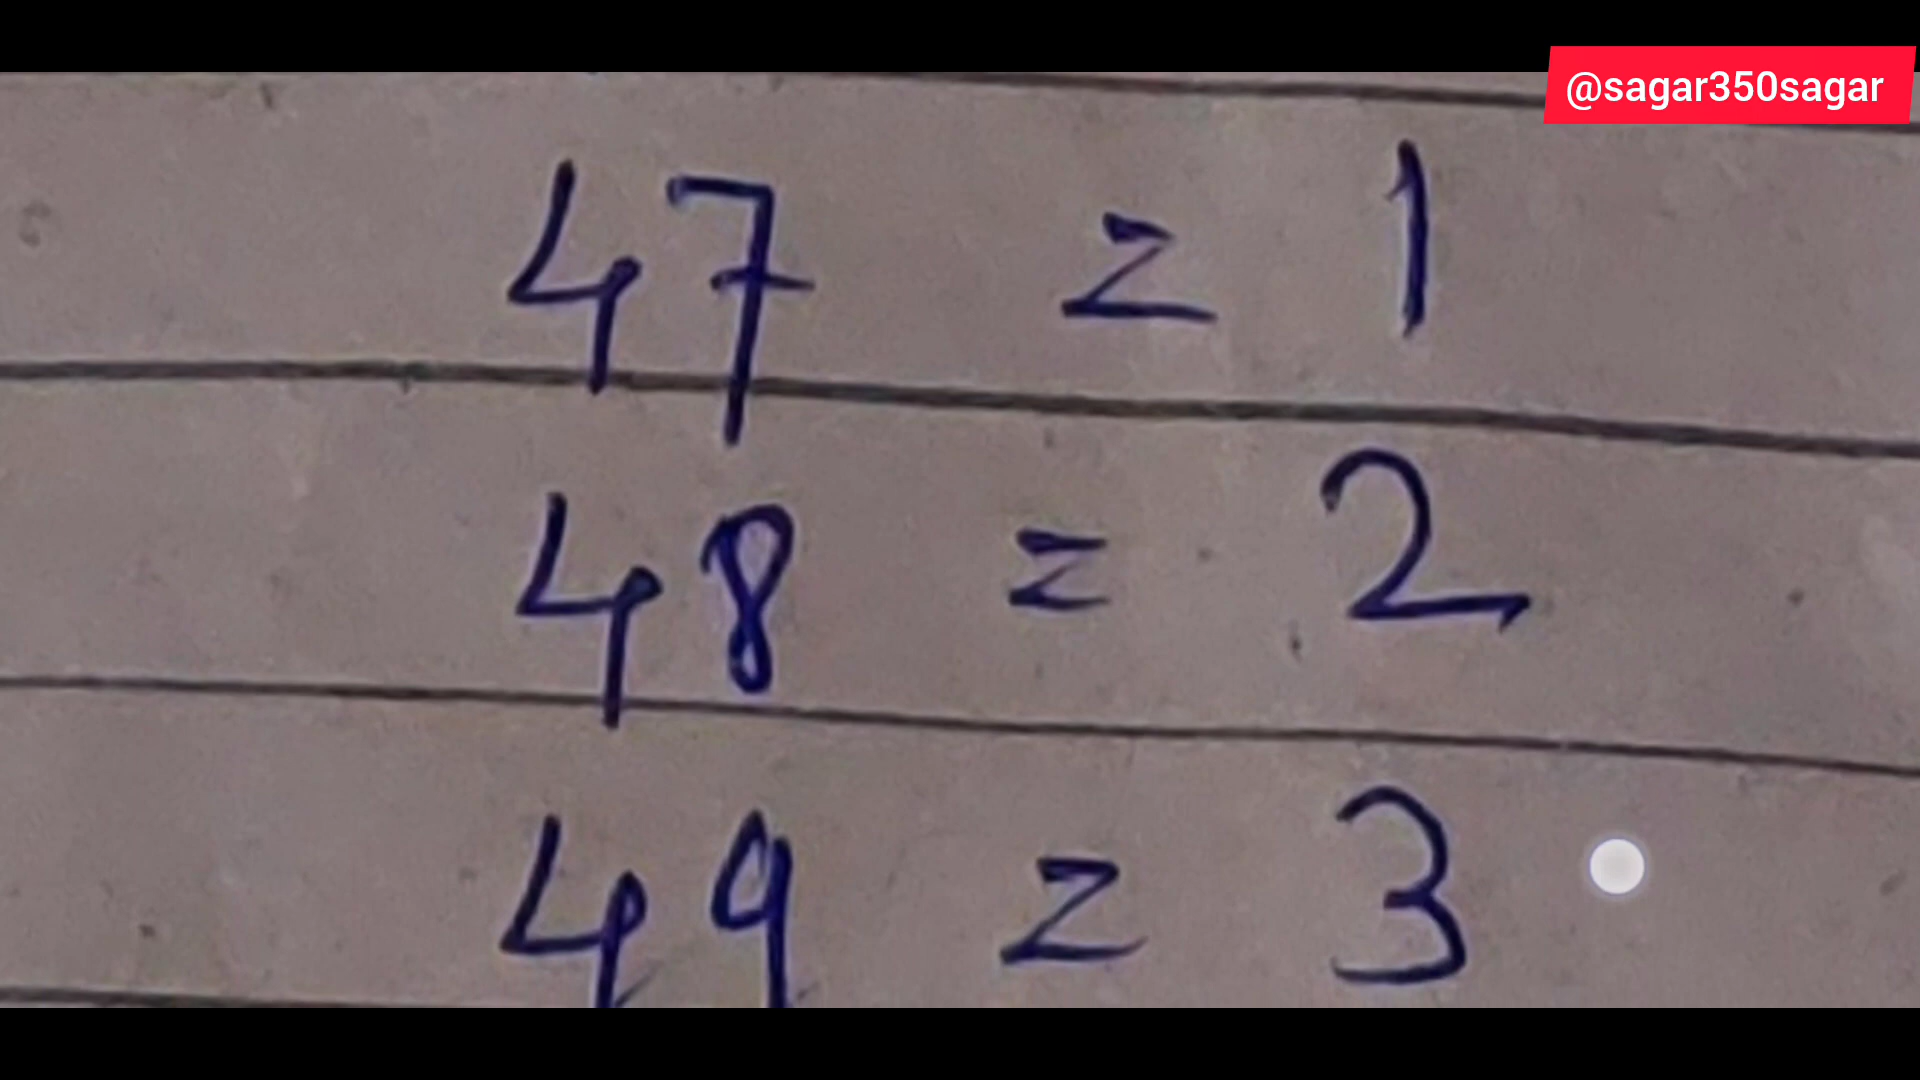 @sagar350sagar
47 = 1
48 = 2
49 = 3